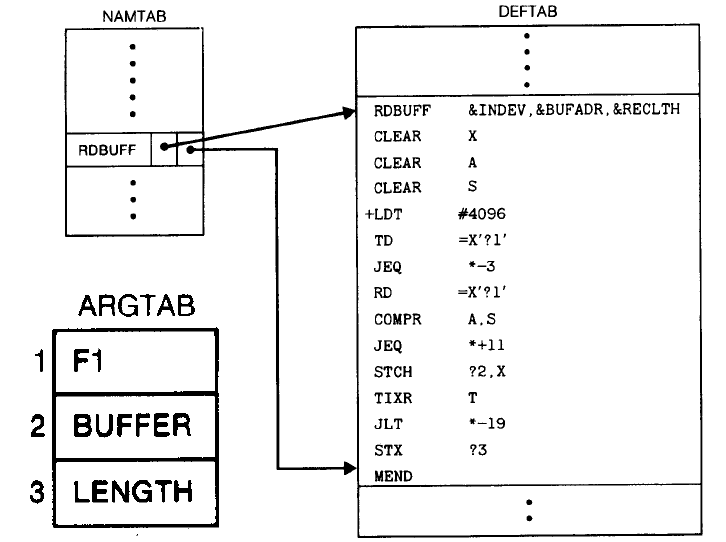 NAMTAB
RDBUFF
ARGTAB
1 F1
2 BUFFER
3 LENGTH
DEFTAB
RDBUFF &INDEV,&BUFADR,&RECLTH
CLEAR X
CLEAR A
CLEAR S
+LDT #4096
TD =X'?1'
JEQ *-3
RD =X'?1'
COMPR A,S
JEQ *+11
STCH ?2,X
TIXR T
JLT *-19
STX ?3
MEND